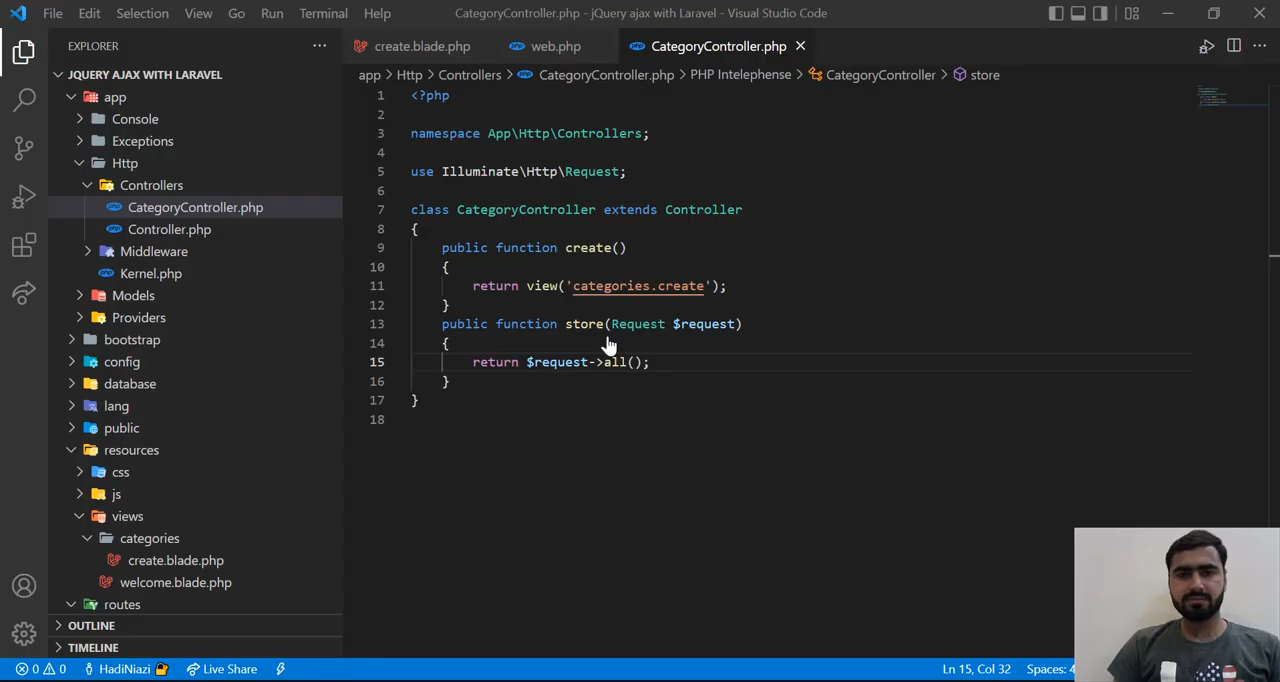 File Edit Selection View Go Run Terminal Help CategoryController.php - jQuery ajax with Laravel - Visual Studio Code
EXPLORER
JQUERY AJAX WITH LARAVEL
app
Console
Exceptions
Http
Controllers
CategoryController.php
Controller.php
Middleware
Kernel.php
Models
Providers
bootstrap
config
database
lang
public
resources
css
js
views
categories
create.blade.php
welcome.blade.php
routes
OUTLINE
TIMELINE
create.blade.php web.php CategoryController.php
app > Http > Controllers > CategoryController.php > PHP Intelephense > CategoryController > store
1 <?php
2
3 namespace App\Http\Controllers;
4
5 use Illuminate\Http\Request;
6
7 class CategoryController extends Controller
8 {
9 public function create()
10 {
11 return view('categories.create');
12 }
13 public function store(Request $request)
14 {
15 return $request->all();
16 }
17 }
18
0 0 HadiNiazi Live Share Ln 15, Col 32 Spaces: 4